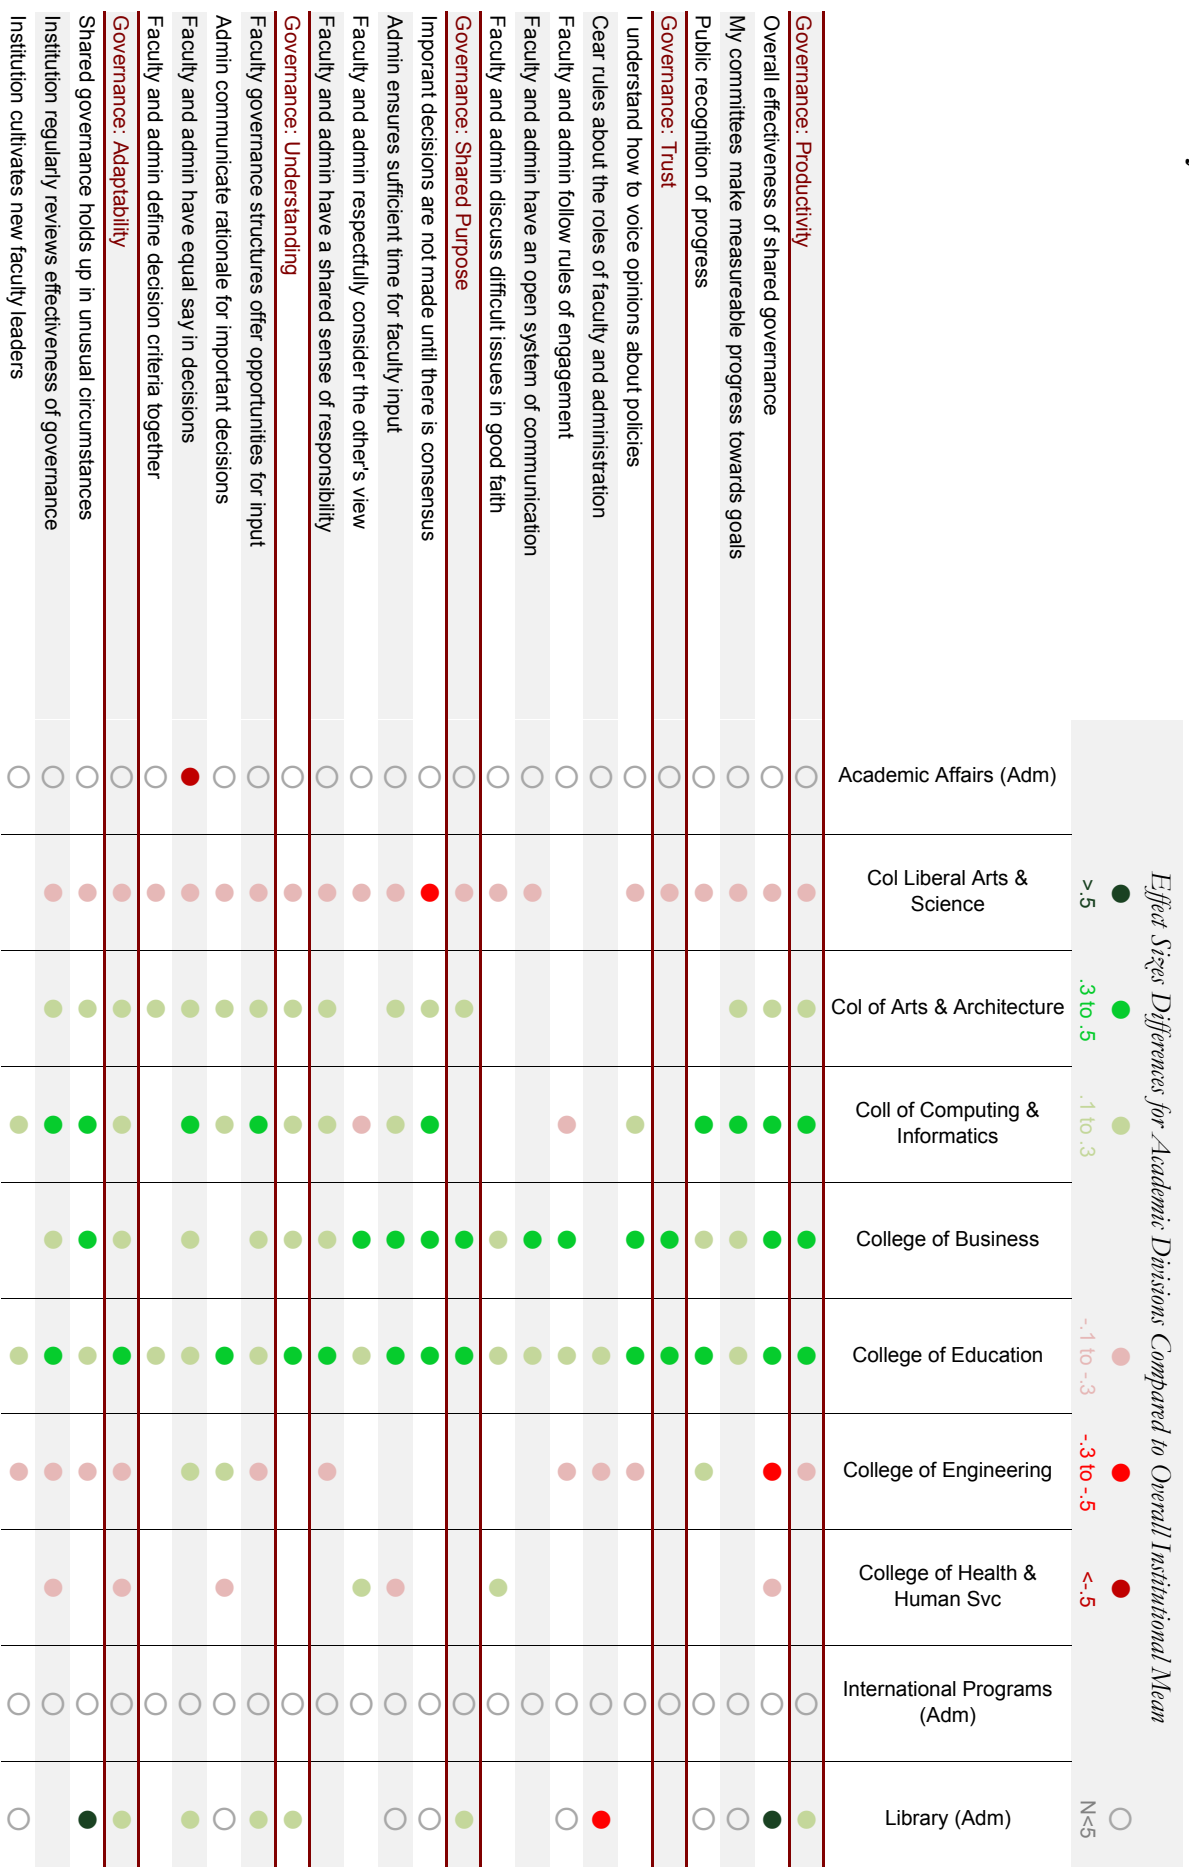 Effect Sizes Differences for Academic Divisions Compared to Overall Institutional Mean
>.5
.3 to .5
.1 to .3
-.1 to -.3
-.3 to -.5
<-.5
N<5
Academic Affairs (Adm)
Col Liberal Arts &
Science
Col of Arts & Architecture
Coll of Computing &
Informatics
College of Business
College of Education
College of Engineering
College of Health &
Human Svc
International Programs
(Adm)
Library (Adm)
Governance: Productivity
Overall effectiveness of shared governance
My committees make measureable progress towards goals
Public recognition of progress
Governance: Trust
I understand how to voice opinions about policies
Cear rules about the roles of faculty and administration
Faculty and admin follow rules of engagement
Faculty and admin have an open system of communication
Faculty and admin discuss difficult issues in good faith
Governance: Shared Purpose
Imporant decisions are not made until there is consensus
Admin ensures sufficient time for faculty input
Faculty and admin respectfully consider the other's view
Faculty and admin have a shared sense of responsibility
Governance: Understanding
Faculty governance structures offer opportunities for input
Admin communicate rationale for important decisions
Faculty and admin have equal say in decisions
Faculty and admin define decision criteria together
Governance: Adaptability
Shared governance holds up in unusual circumstances
Institution regularly reviews effectiveness of governance
Institution cultivates new faculty leaders